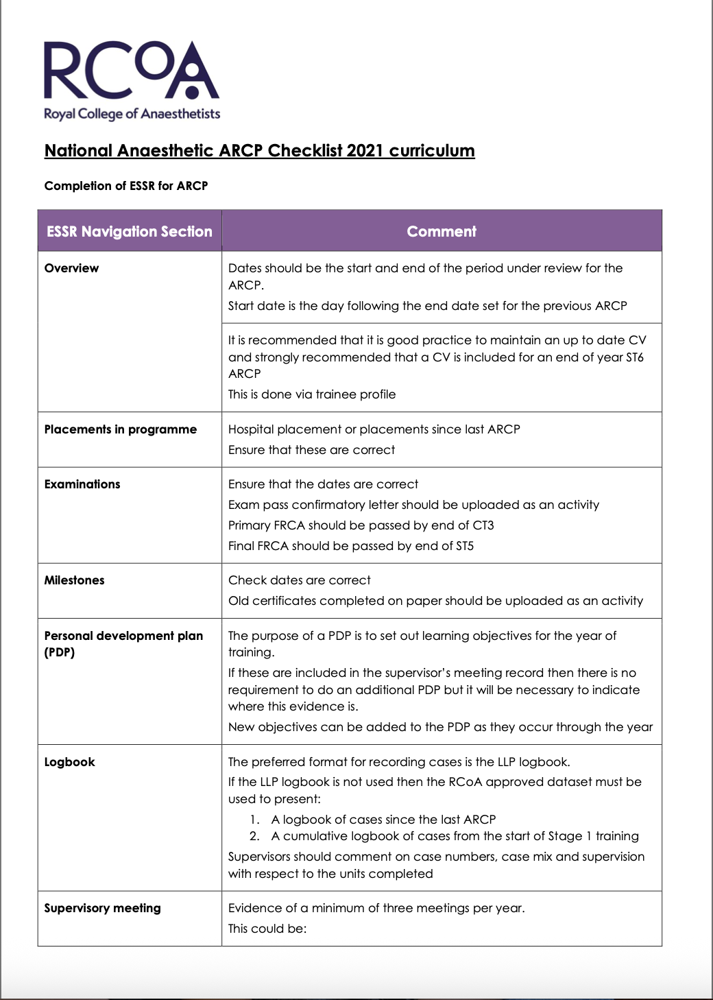 RCOA
Royal College of Anaesthetists
National Anaesthetic ARCP Checklist 2021 curriculum
Completion of ESSR for ARCP
ESSR Navigation Section
Comment
Overview
Dates should be the start and end of the period under review for the
ARCP.
Start date is the day following the end date set for the previous ARCP
It is recommended that it is good practice to maintain an up to date CV
and strongly recommended that a CV is included for an end of year ST6
ARCP
This is done via trainee profile
Placements in programme
Hospital placement or placements since last ARCP
Ensure that these are correct
Examinations
Ensure that the dates are correct
Exam pass confirmatory letter should be uploaded as an activity
Primary FRCA should be passed by end of CT3
Final FRCA should be passed by end of ST5
Milestones
Check dates are correct
Old certificates completed on paper should be uploaded as an activity
Personal development plan
(PDP)
The purpose of a PDP is to set out learning objectives for the year of
training.
If these are included in the supervisor's meeting record then there is no
requirement to do an additional PDP but it will be necessary to indicate
where this evidence is.
New objectives can be added to the PDP as they occur through the year
Logbook
The preferred format for recording cases is the LLP logbook.
If the LLP logbook is not used then the RCoA approved dataset must be
used to present:
1. A logbook of cases since the last ARCP
2. A cumulative logbook of cases from the start of Stage 1 training
Supervisors should comment on case numbers, case mix and supervision
with respect to the units completed
Supervisory meeting
Evidence of a minimum of three meetings per year.
This could be: